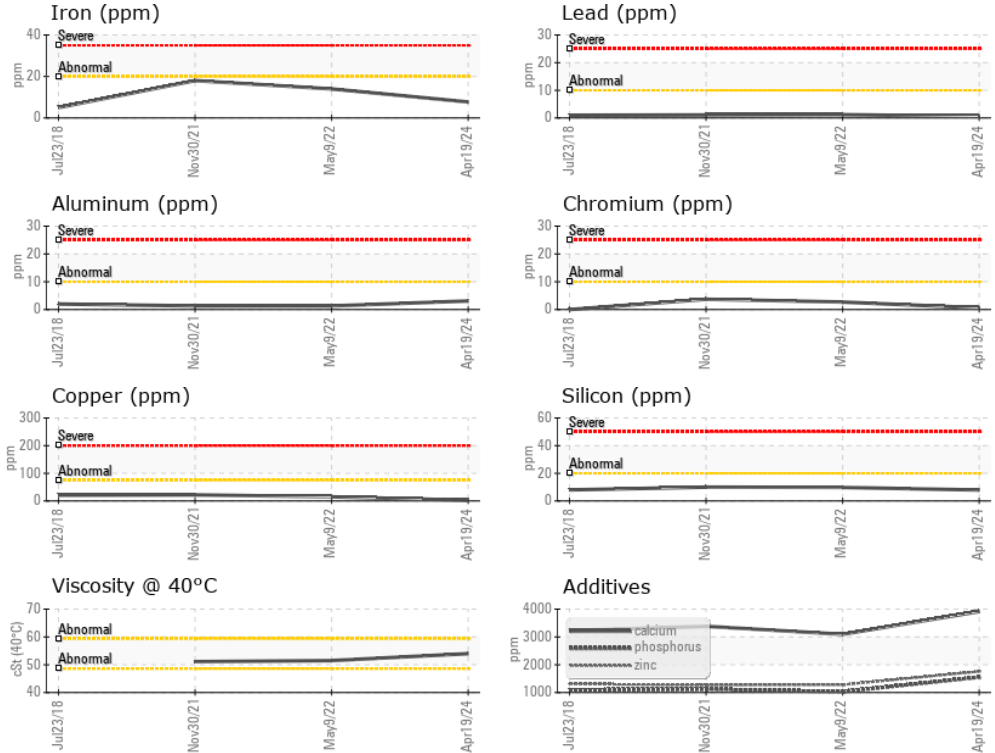 Iron (ppm)
40
Severe
Abnormal
20
0
ppm
Jul23/18
Nov30/21
May9/22
Apr19/24
Lead (ppm)
30
Severe
20
Abnormal
10
0
ppm
Jul23/18
Nov30/21
May9/22
Apr19/24
Aluminum (ppm)
30
Severe
20
Abnormal
10
0
ppm
Jul23/18
Nov30/21
May9/22
Apr19/24
Chromium (ppm)
30
Severe
20
Abnormal
10
0
ppm
Jul23/18
Nov30/21
May9/22
Apr19/24
Copper (ppm)
300
Severe
200
Abnormal
100
0
ppm
Jul23/18
Nov30/21
May9/22
Apr19/24
Silicon (ppm)
60
Severe
40
Abnormal
20
0
ppm
Jul23/18
Nov30/21
May9/22
Apr19/24
Viscosity @ 40°C
70
Abnormal
60
Abnormal
50
40
cSt (40°C)
Jul23/18
Nov30/21
May9/22
Apr19/24
Additives
4000
calcium
3000
phosphorus
zinc
2000
1000
ppm
Jul23/18
Nov30/21
May9/22
Apr19/24